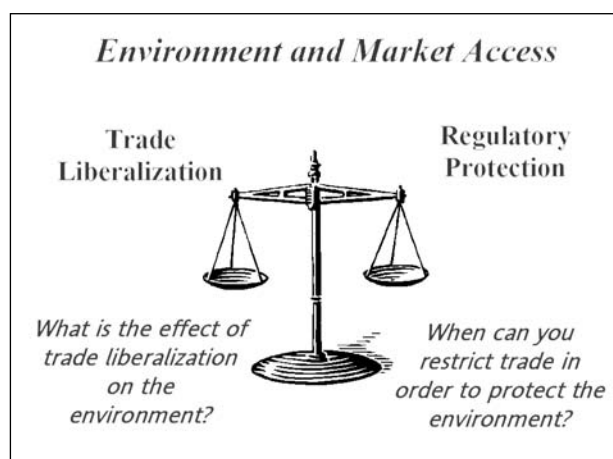 Environment and Market Access
Trade
Liberalization
Regulatory
Protection
What is the effect of
trade liberalization
on the
environment?
When can you
restrict trade in
order to protect the
environment?